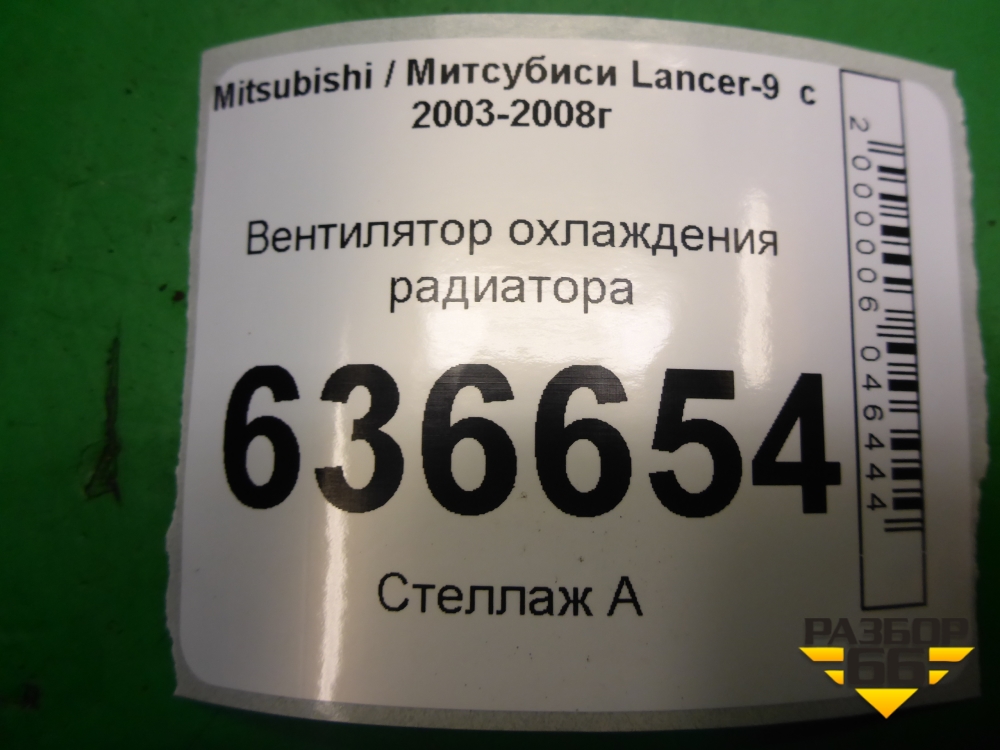 Mitsubishi / Митсубиси Lancer-9 с
2003-2008г
Вентилятор охлаждения
радиатора
636654
Стеллаж А
2000006046444
РАЗБОР
66